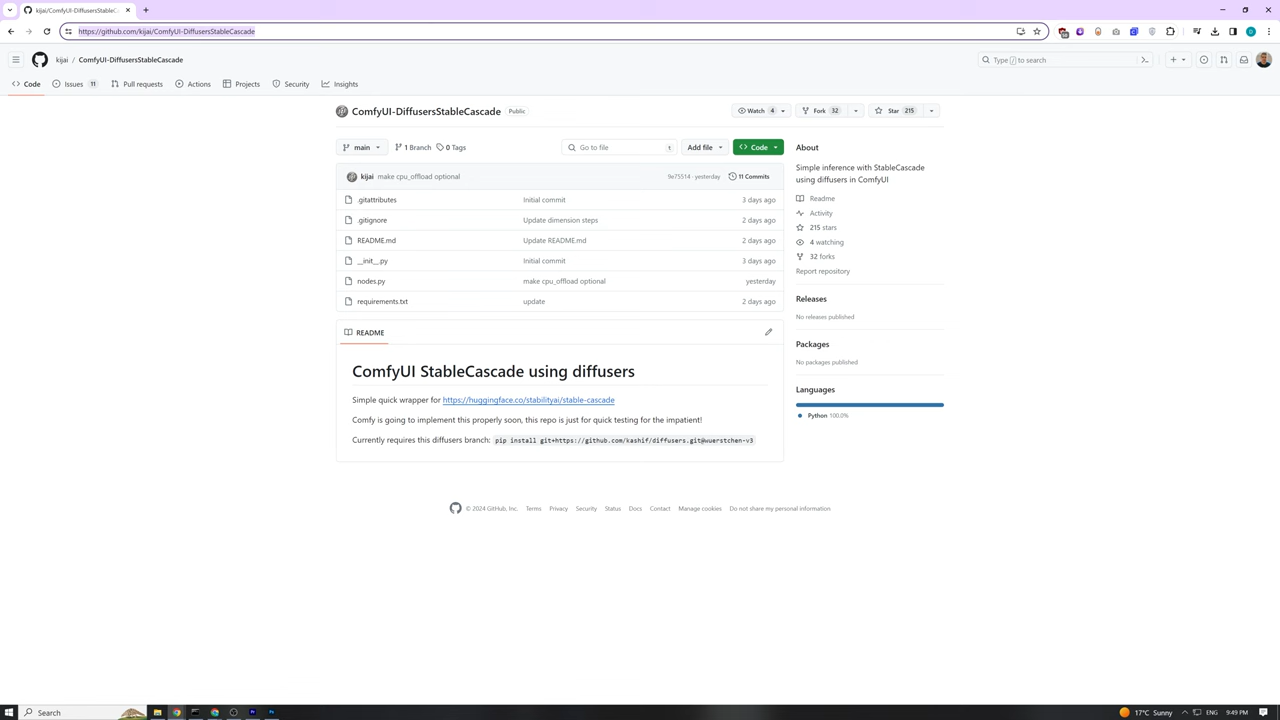 kijai/ComfyUI-DiffusersStableC
https://github.com/kijai/ComfyUI-DiffusersStableCascade
kijai / ComfyUI-DiffusersStableCascade
Type / to search
Code Issues 11 Pull requests Actions Projects Security Insights
ComfyUI-DiffusersStableCascade Public
Watch 4 Fork 32 Star 215
main 1 Branch 0 Tags Go to file t Add file Code
kijai make cpu_offload optional 9e75514 · yesterday 11 Commits
.gitattributes Initial commit 3 days ago
.gitignore Update dimension steps 2 days ago
README.md Update README.md 2 days ago
__init__.py Initial commit 3 days ago
nodes.py make cpu_offload optional yesterday
requirements.txt update 2 days ago
README
ComfyUI StableCascade using diffusers
Simple quick wrapper for https://huggingface.co/stabilityai/stable-cascade
Comfy is going to implement this properly soon, this repo is just for quick testing for the impatient!
Currently requires this diffusers branch: pip install git+https://github.com/kashif/diffusers.git@wuerstchen-v3
About
Simple inference with StableCascade
using diffusers in ComfyUI
Readme
Activity
215 stars
4 watching
32 forks
Report repository
Releases
No releases published
Packages
No packages published
Languages
Python 100.0%
© 2024 GitHub, Inc. Terms Privacy Security Status Docs Contact Manage cookies Do not share my personal information
Search
17°C Sunny ENG 9:49 PM